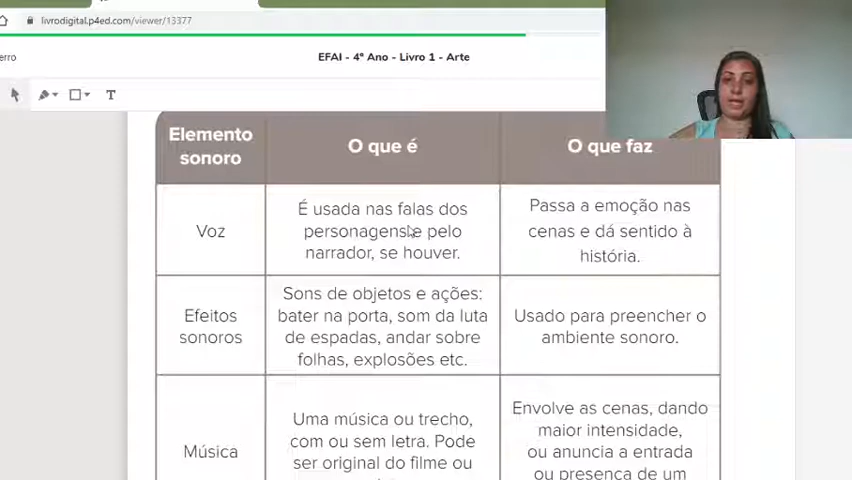 livrodigital.p4ed.com/viewer/13377
erro
EFAI - 4º Ano - Livro 1 - Arte
T
Elemento
sonoro
O que é
O que faz
Voz
É usada nas falas dos
personagens e pelo
narrador, se houver.
Passa a emoção nas
cenas e dá sentido à
história.
Efeitos
sonoros
Sons de objetos e ações:
bater na porta, som da luta
de espadas, andar sobre
folhas, explosões etc.
Usado para preencher o
ambiente sonoro.
Música
Uma música ou trecho,
com ou sem letra. Pode
ser original do filme ou
Envolve as cenas, dando
maior intensidade,
ou anuncia a entrada
ou presença de um